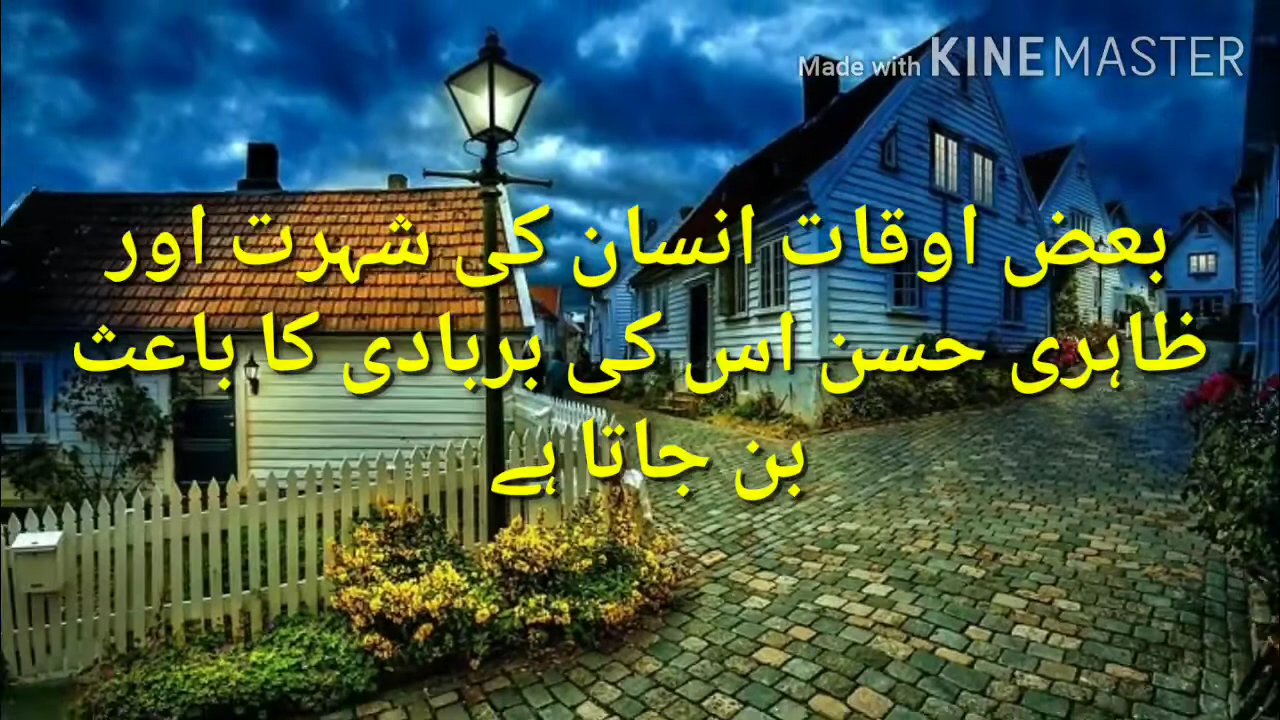 Made with KINEMASTER
بعض اوقات انسان کی شہرت اور
ظاہری حسن اس کی بربادی کا باعث
بن جاتا ہے